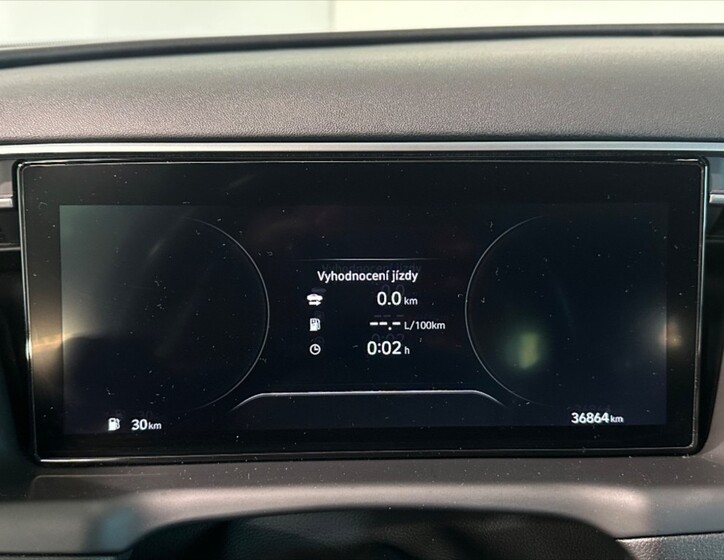 Vyhodnocení jízdy
0.0 km
--.- L/100km
0:02 h
30 km
36864 km